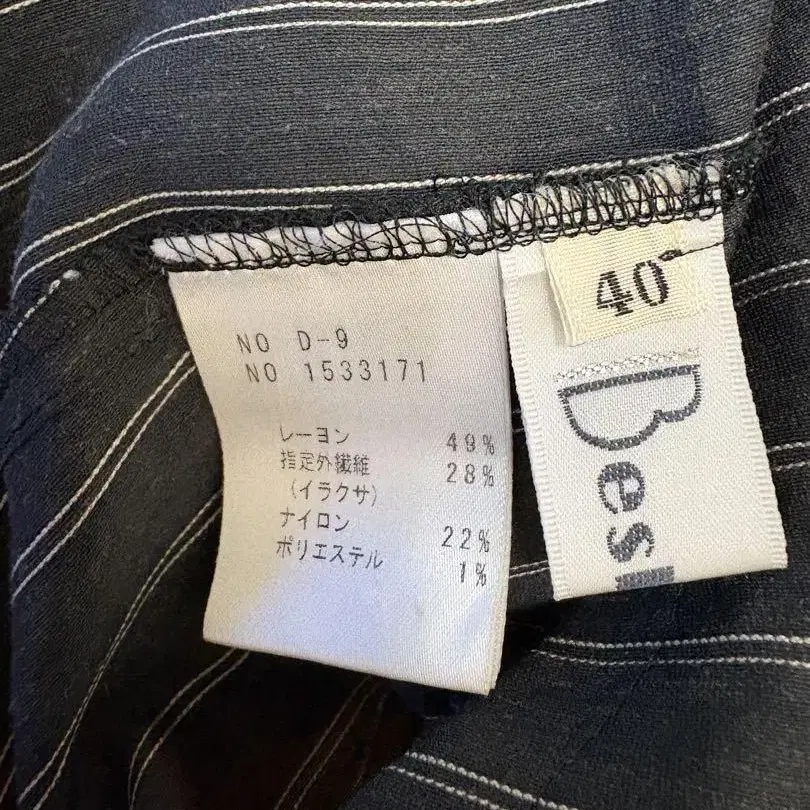 NO D-9
NO 1533171
レーヨン 49%
指定外繊維 28%
(イラクサ)
ナイロン 22%
ポリエステル 1%
40